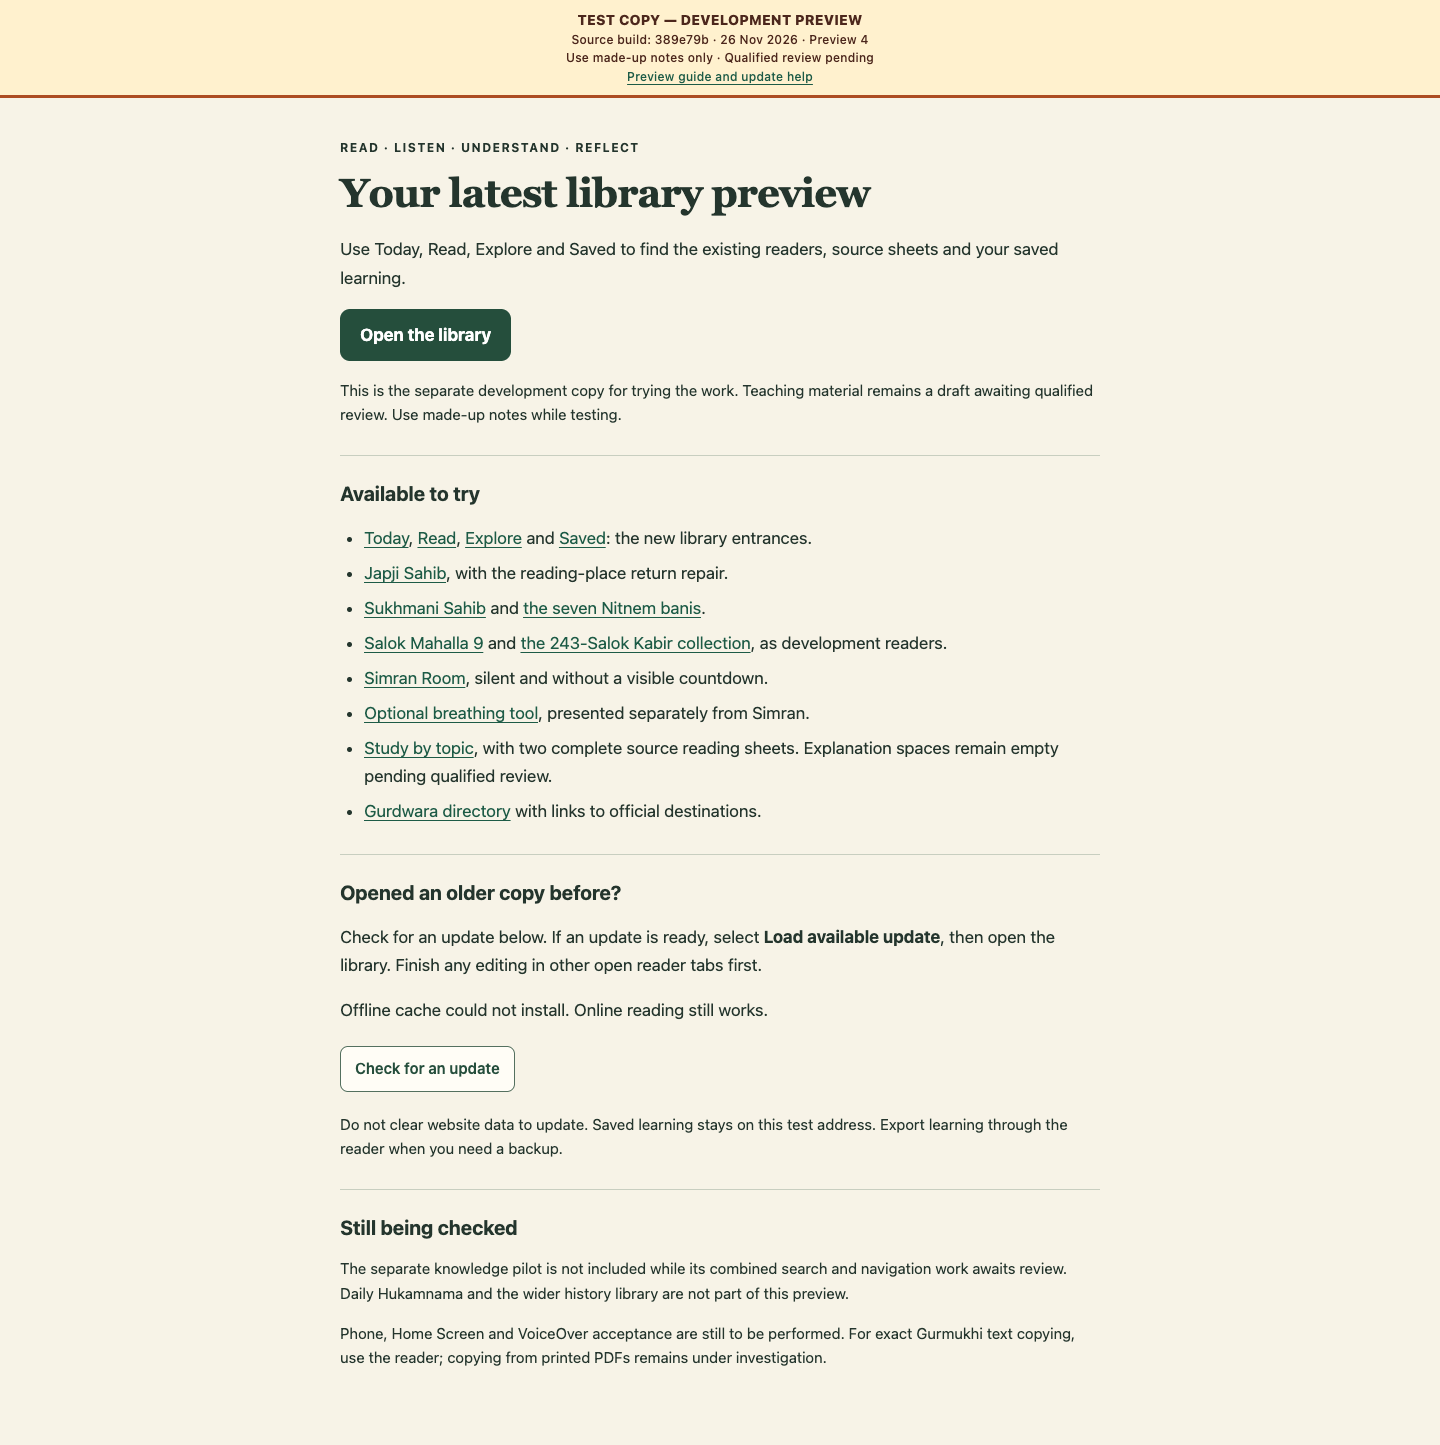 TEST COPY — DEVELOPMENT PREVIEW
Source build: 389e79b · 26 Nov 2026 · Preview 4
Use made-up notes only · Qualified review pending
Preview guide and update help
READ · LISTEN · UNDERSTAND · REFLECT
Your latest library preview
Use Today, Read, Explore and Saved to find the existing readers, source sheets and your saved
learning.
Open the library
This is the separate development copy for trying the work. Teaching material remains a draft awaiting qualified
review. Use made-up notes while testing.
Available to try
• Today, Read, Explore and Saved: the new library entrances.
• Japji Sahib, with the reading-place return repair.
• Sukhmani Sahib and the seven Nitnem banis.
• Salok Mahalla 9 and the 243-Salok Kabir collection, as development readers.
• Simran Room, silent and without a visible countdown.
• Optional breathing tool, presented separately from Simran.
• Study by topic, with two complete source reading sheets. Explanation spaces remain empty
pending qualified review.
• Gurdwara directory with links to official destinations.
Opened an older copy before?
Check for an update below. If an update is ready, select Load available update, then open the
library. Finish any editing in other open reader tabs first.
Offline cache could not install. Online reading still works.
Check for an update
Do not clear website data to update. Saved learning stays on this test address. Export learning through the
reader when you need a backup.
Still being checked
The separate knowledge pilot is not included while its combined search and navigation work awaits review.
Daily Hukamnama and the wider history library are not part of this preview.
Phone, Home Screen and VoiceOver acceptance are still to be performed. For exact Gurmukhi text copying,
use the reader; copying from printed PDFs remains under investigation.